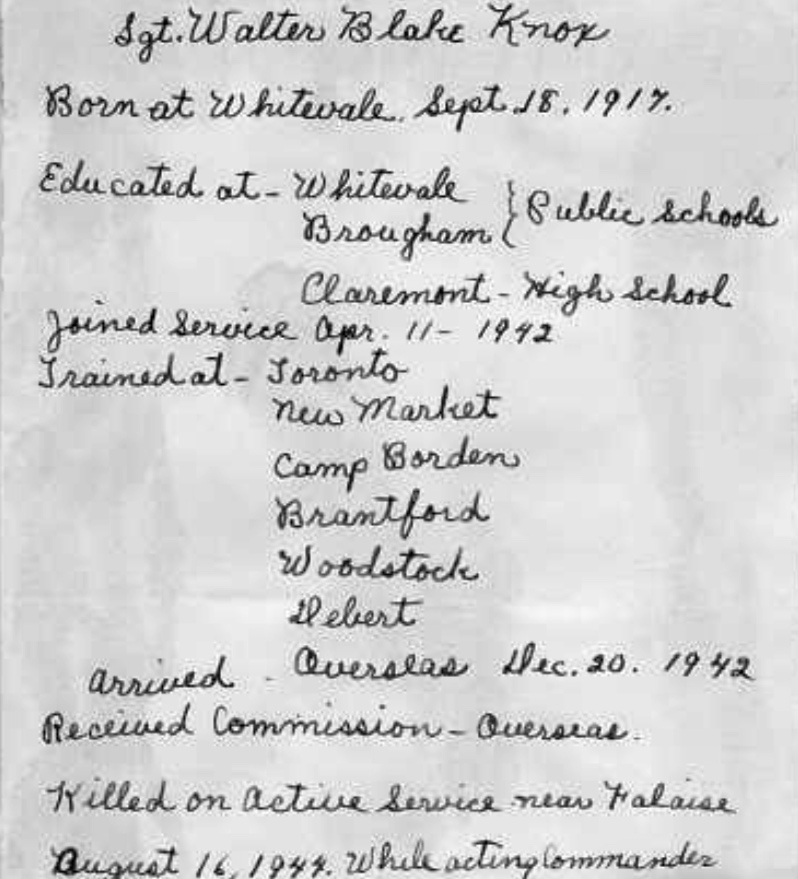 Sgt. Walter Blake Knox
Born at Whitevale. Sept. 18. 1917.
Educated at - Whitevale } Public Schools
Brougham
Claremont - High School
Joined Service Apr. 11 - 1942
Trained at - Toronto
New Market
Camp Borden
Brantford
Woodstock
Debert
Arrived - Overseas Dec. 20. 1942
Received Commission - Overseas.
Killed on Active Service near Falaise
August 16, 1944. While acting Commander